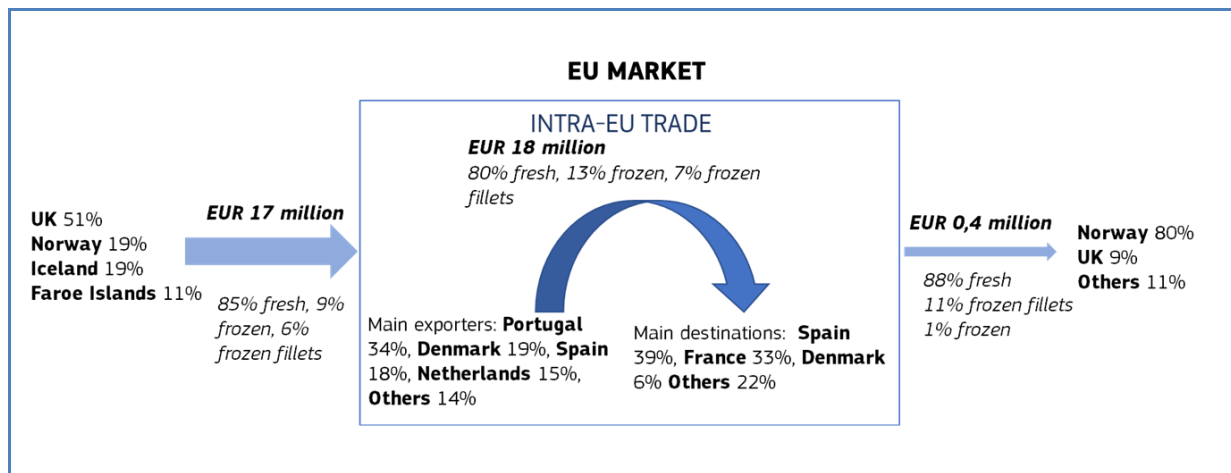 EU MARKET
INTRA-EU TRADE
EUR 18 million
80% fresh, 13% frozen, 7% frozen
fillets
EUR 17 million
UK 51%
Norway 19%
Iceland 19%
Faroe Islands 11%
85% fresh, 9%
frozen, 6%
frozen fillets
Main exporters: Portugal
34%, Denmark 19%, Spain
18%, Netherlands 15%,
Others 14%
Main destinations: Spain
39%, France 33%, Denmark
6% Others 22%
EUR 0,4 million
88% fresh
11% frozen fillets
1% frozen
Norway 80%
UK 9%
Others 11%